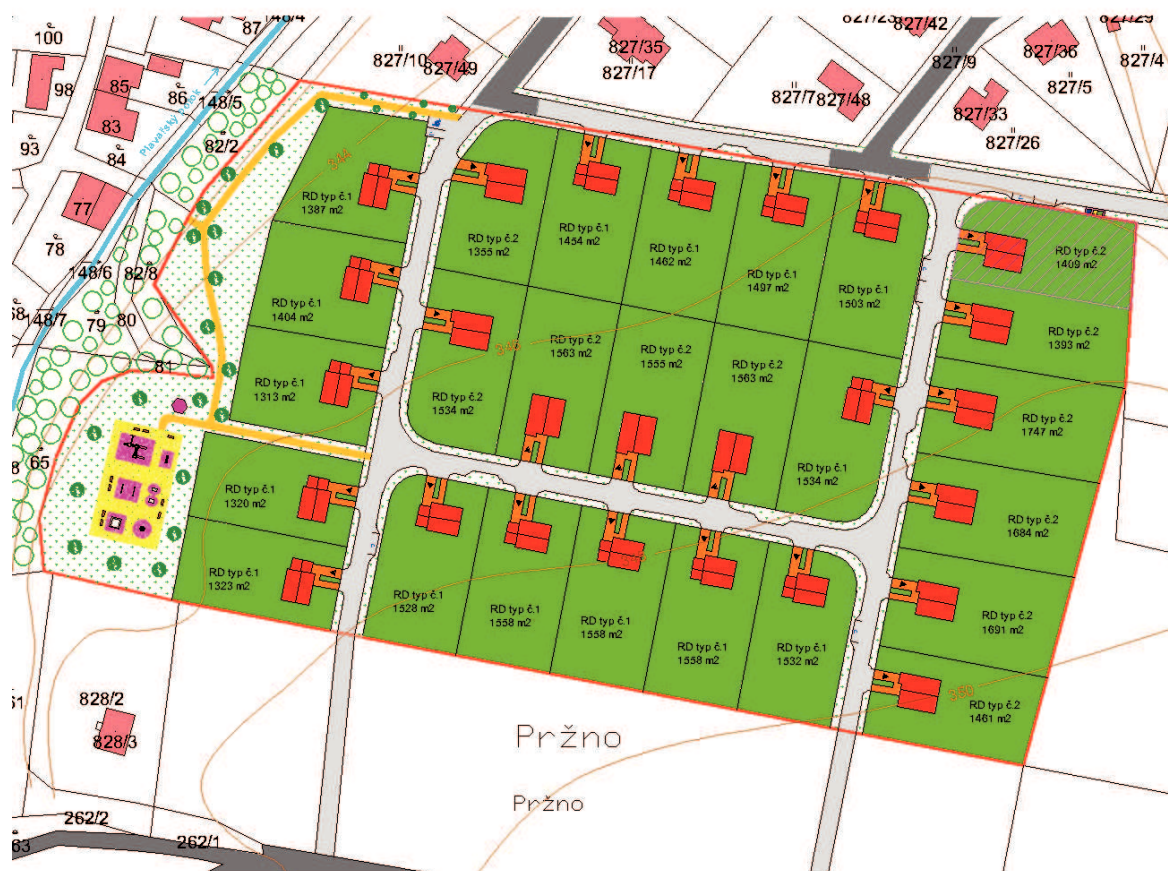 100
148/4
87
827/10
827/49
827/35
827/17
827/23
827/42
827/9
827/36
827/29
827/4
827/5
827/7
827/48
827/33
827/26
98
85
86
148/5
83
82/2
93
84
77
78
148/6
82/8
148/7
79
80
81
65
RD typ č.1
1387 m2
RD typ č.2
1355 m2
RD typ č.1
1454 m2
RD typ č.1
1462 m2
RD typ č.1
1497 m2
RD typ č.1
1503 m2
RD typ č.2
1409 m2
RD typ č.1
1404 m2
RD typ č.2
1563 m2
RD typ č.2
1555 m2
RD typ č.2
1563 m2
RD typ č.2
1393 m2
RD typ č.1
1313 m2
RD typ č.2
1534 m2
RD typ č.1
1534 m2
RD typ č.2
1747 m2
RD typ č.1
1320 m2
RD typ č.2
1684 m2
RD typ č.1
1323 m2
RD typ č.1
1528 m2
RD typ č.1
1558 m2
RD typ č.1
1558 m2
RD typ č.1
1558 m2
RD typ č.1
1532 m2
RD typ č.2
1691 m2
RD typ č.2
1461 m2
828/2
828/3
Pržno
Pržno
262/2
262/1